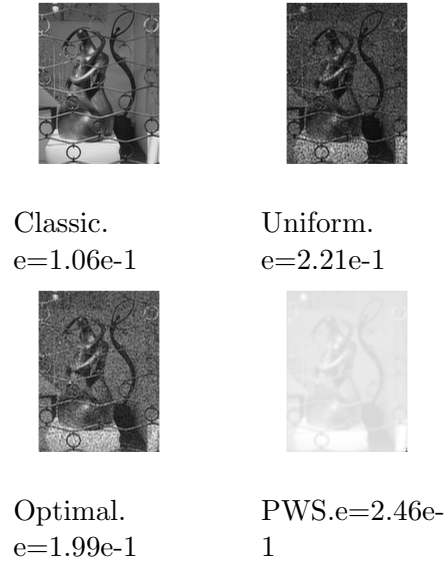 Classic.
e=1.06e-1
Uniform.
e=2.21e-1
Optimal.
e=1.99e-1
PWS.e=2.46e-
1